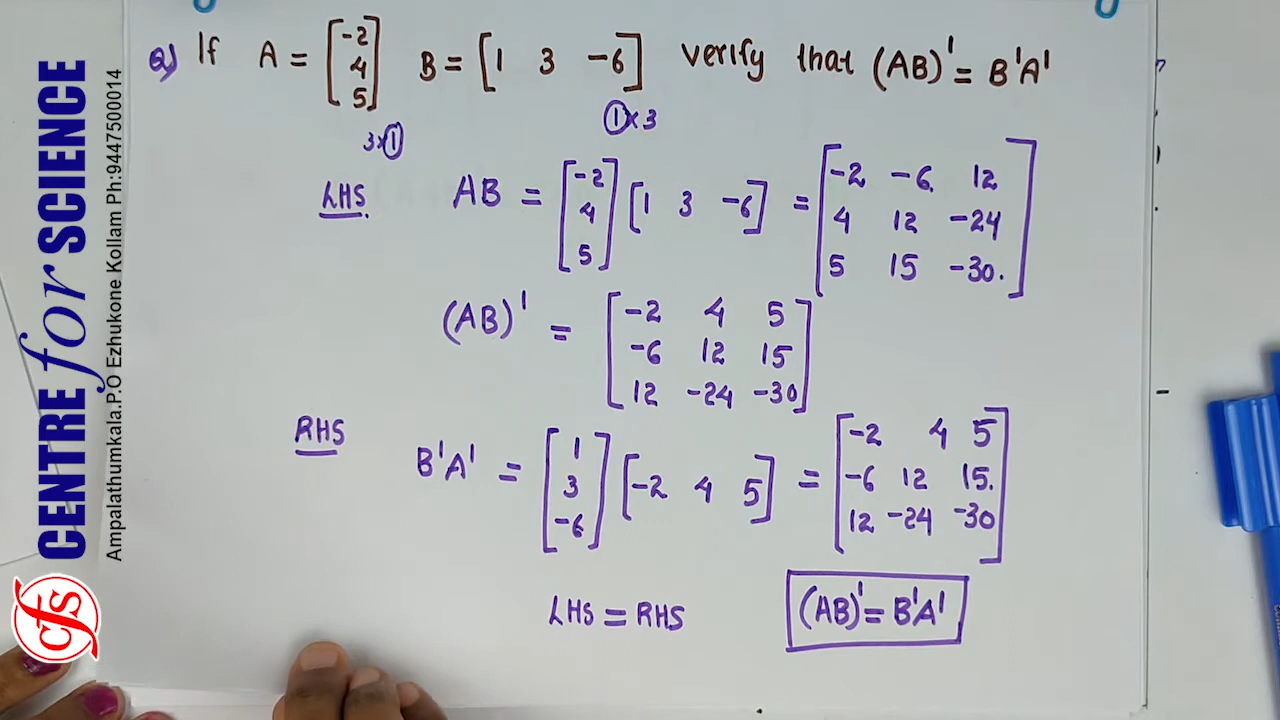 Q) If A = [-2 4 5] B = [1 3 -6] verify that (AB)' = B'A'
3×1 1×3
LHS. AB = [-2 4 5] [1 3 -6] = [-2 -6. 12
4 12 -24
5 15 -30.]
(AB)' = [-2 4 5
-6 12 15
12 -24 -30]
RHS
B'A' = [1 3 -6] [-2 4 5] = [-2 4 5
-6 12 15.
12 -24 -30]
LHS = RHS (AB)' = B'A'
CENTRE for SCIENCE
Ampalathumkala.P.O Ezhukone Kollam Ph:9447500014
cfs